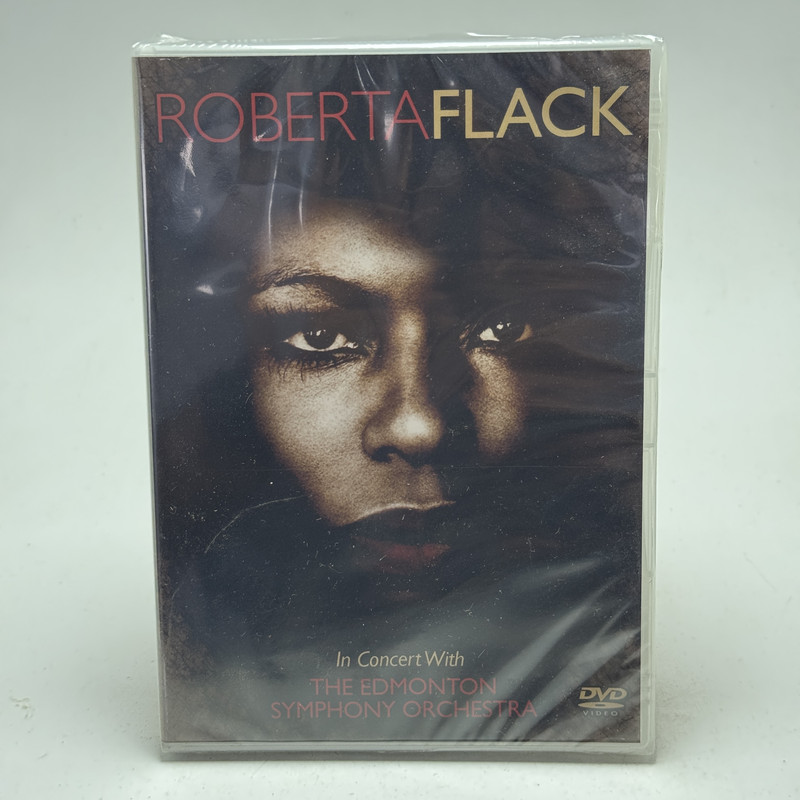 ROBERTAFLACK
In Concert With
THE EDMONTON
SYMPHONY ORCHESTRA
DVD
VIDEO